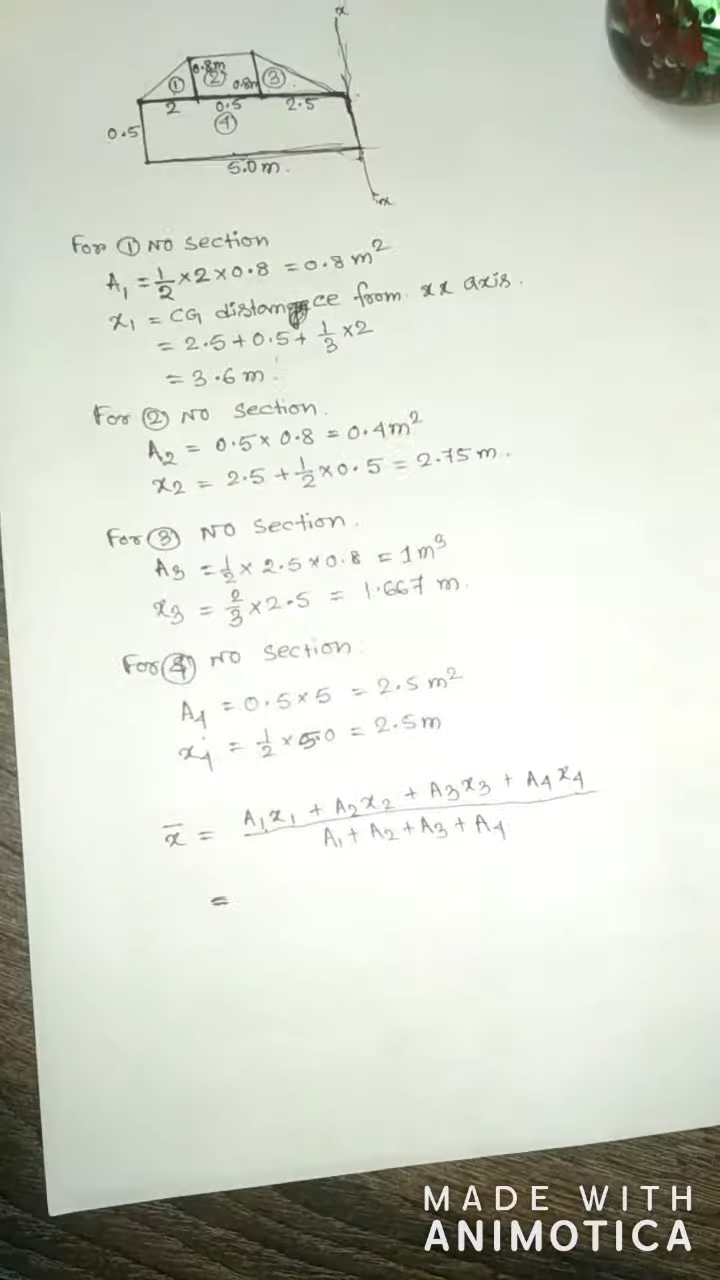 x
0.8m
① ② 0.8m ③
2 0.5 2.5
④
0.5
5.0 m.
x
For ① NO section
A₁ = 1/2 × 2 × 0.8 = 0.8 m²
x₁ = CG distance from xx axis.
= 2.5 + 0.5 + 1/3 × 2
= 3.6 m
For ② NO section.
A₂ = 0.5 × 0.8 = 0.4 m²
x₂ = 2.5 + 1/2 × 0.5 = 2.75 m.
For ③ NO section.
A₃ = 1/2 × 2.5 × 0.8 = 1 m³
x₃ = 2/3 × 2.5 = 1.667 m.
For ④ NO section.
A₄ = 0.5 × 5 = 2.5 m²
x₄ = 1/2 × 5.0 = 2.5 m
x̄ = A₁x₁ + A₂x₂ + A₃x₃ + A₄x₄
A₁ + A₂ + A₃ + A₄
=
MADE WITH
ANIMOTICA